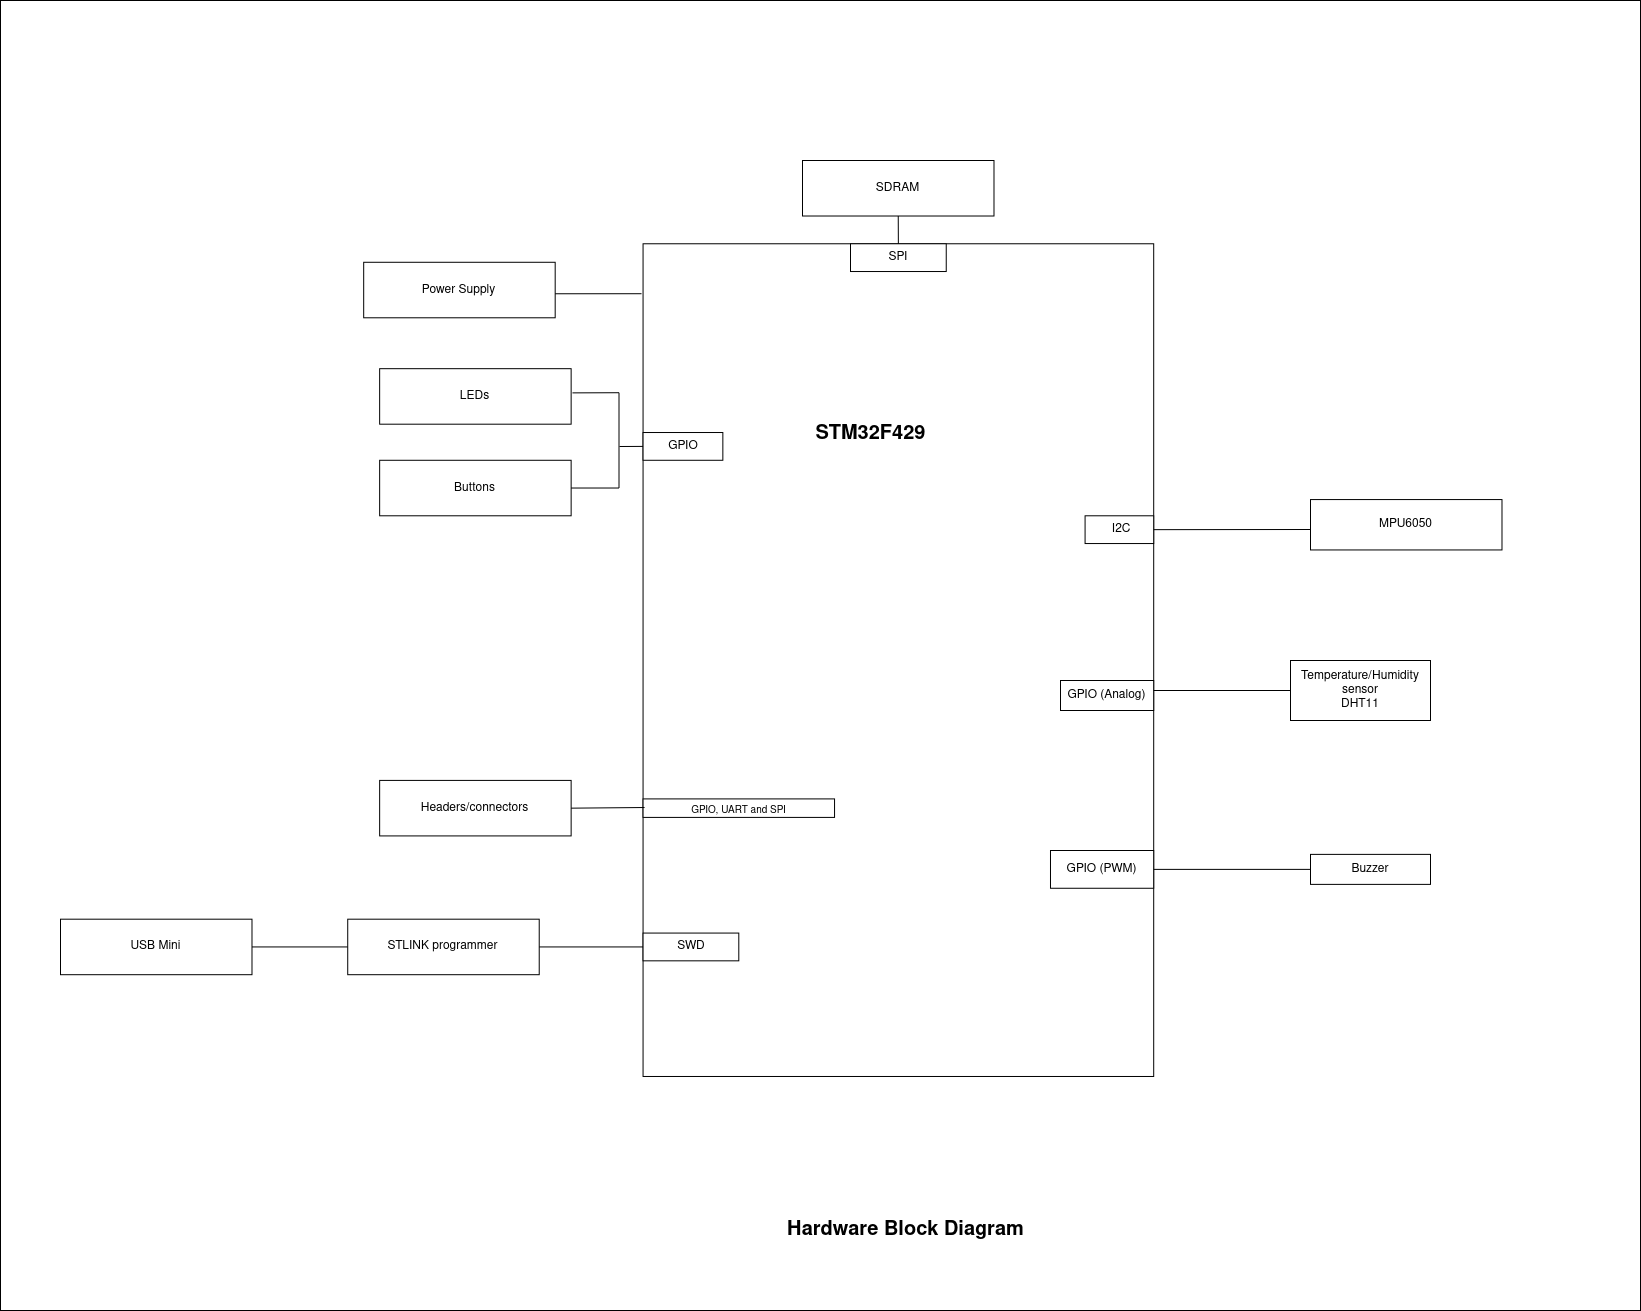 SDRAM
SPI
Power Supply
LEDs
GPIO
STM32F429
Buttons
I2C
MPU6050
GPIO (Analog)
Temperature/Humidity
sensor
DHT11
Headers/connectors
GPIO, UART and SPI
GPIO (PWM)
Buzzer
USB Mini
STLINK programmer
SWD
Hardware Block Diagram